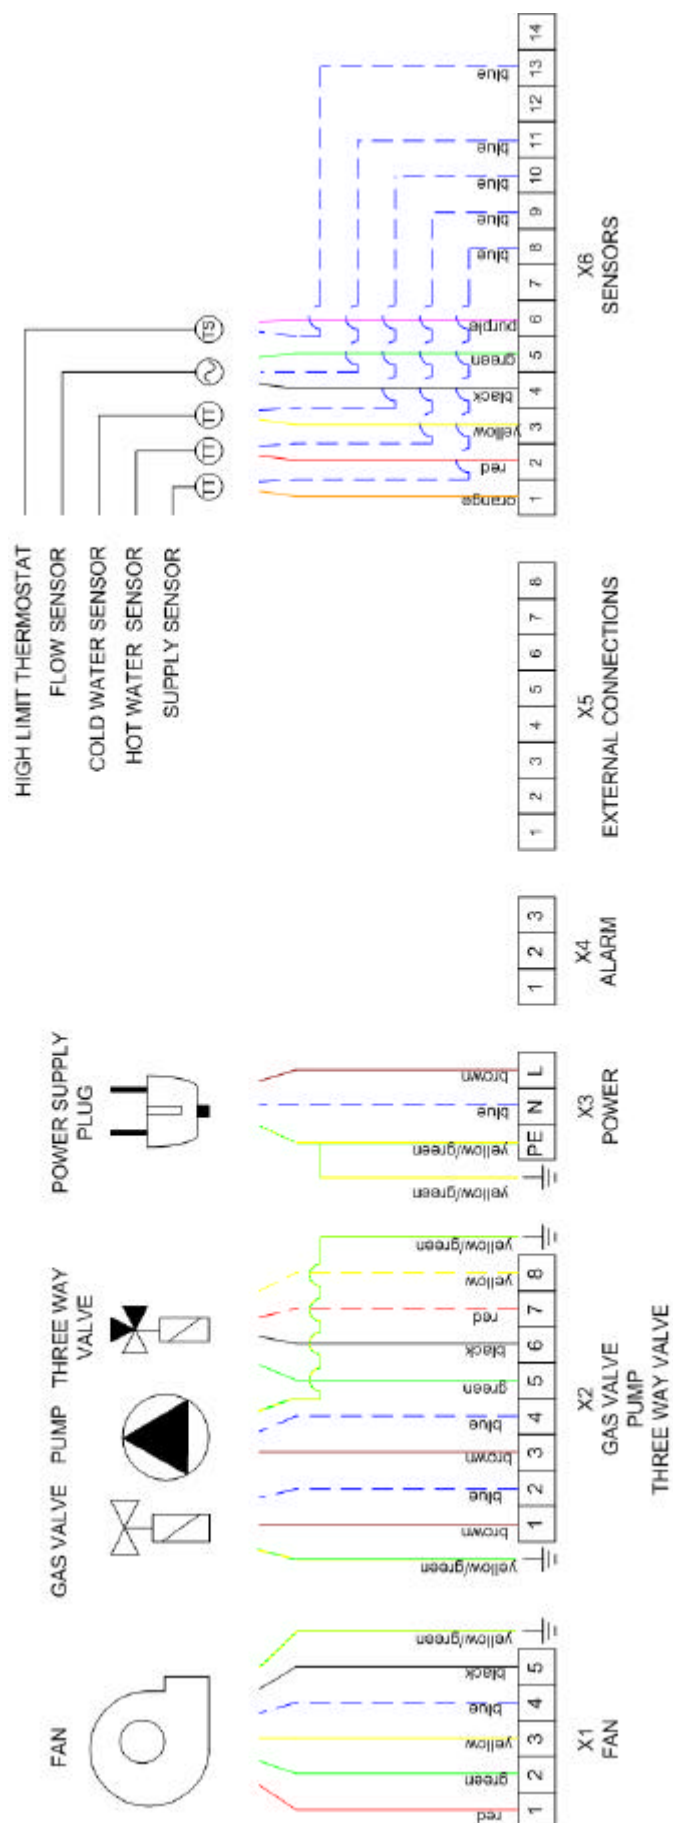 FAN
GAS VALVE
PUMP
THREE WAY
VALVE
POWER SUPPLY
PLUG
HIGH LIMIT THERMOSTAT
FLOW SENSOR
COLD WATER SENSOR
HOT WATER SENSOR
SUPPLY SENSOR
TS
TT
TT
TT
red
green
yellow
blue
black
yellow/green
yellow/green
brown
blue
brown
blue
green
black
red
yellow
yellow/green
yellow/green
yellow/green
blue
brown
orange
red
yellow
black
green
purple
blue
blue
blue
blue
blue
1 2 3 4 5
1 2 3 4 5 6 7 8
PE N L
1 2 3
1 2 3 4 5 6 7 8
1 2 3 4 5 6 7 8 9 10 11 12 13 14
X1
FAN
X2
GAS VALVE
PUMP
THREE WAY VALVE
X3
POWER
X4
ALARM
X5
EXTERNAL CONNECTIONS
X6
SENSORS